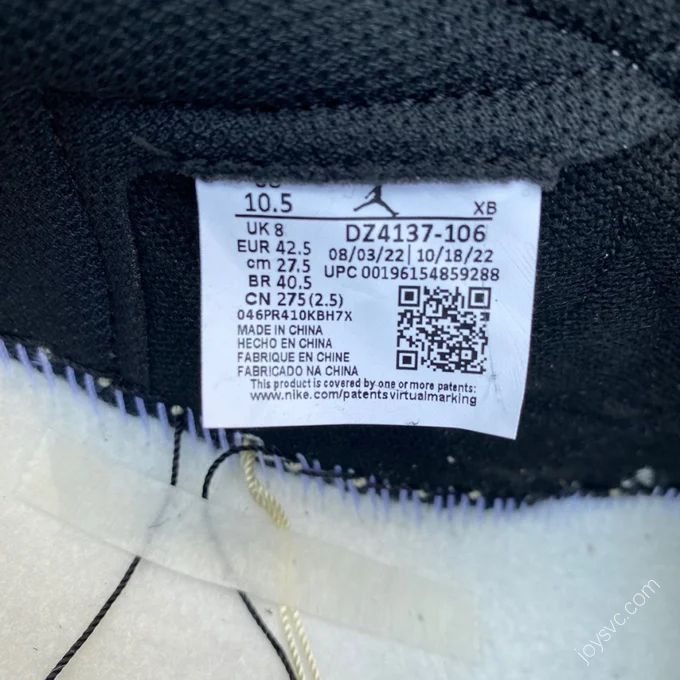 10.5
XB
UK 8
DZ4137-106
EUR 42.5
08/03/22| 10/18/22
cm 27.5
UPC 00196154859288
BR 40.5
CN 275(2.5)
046PR410KBH7X
MADE IN CHINA
HECHO EN CHINA
FABRIQUE EN CHINE
FABRICADO NA CHINA
This product is covered by one or more patents:
www.nike.com/patentsvirtualmarking
joysvc.com